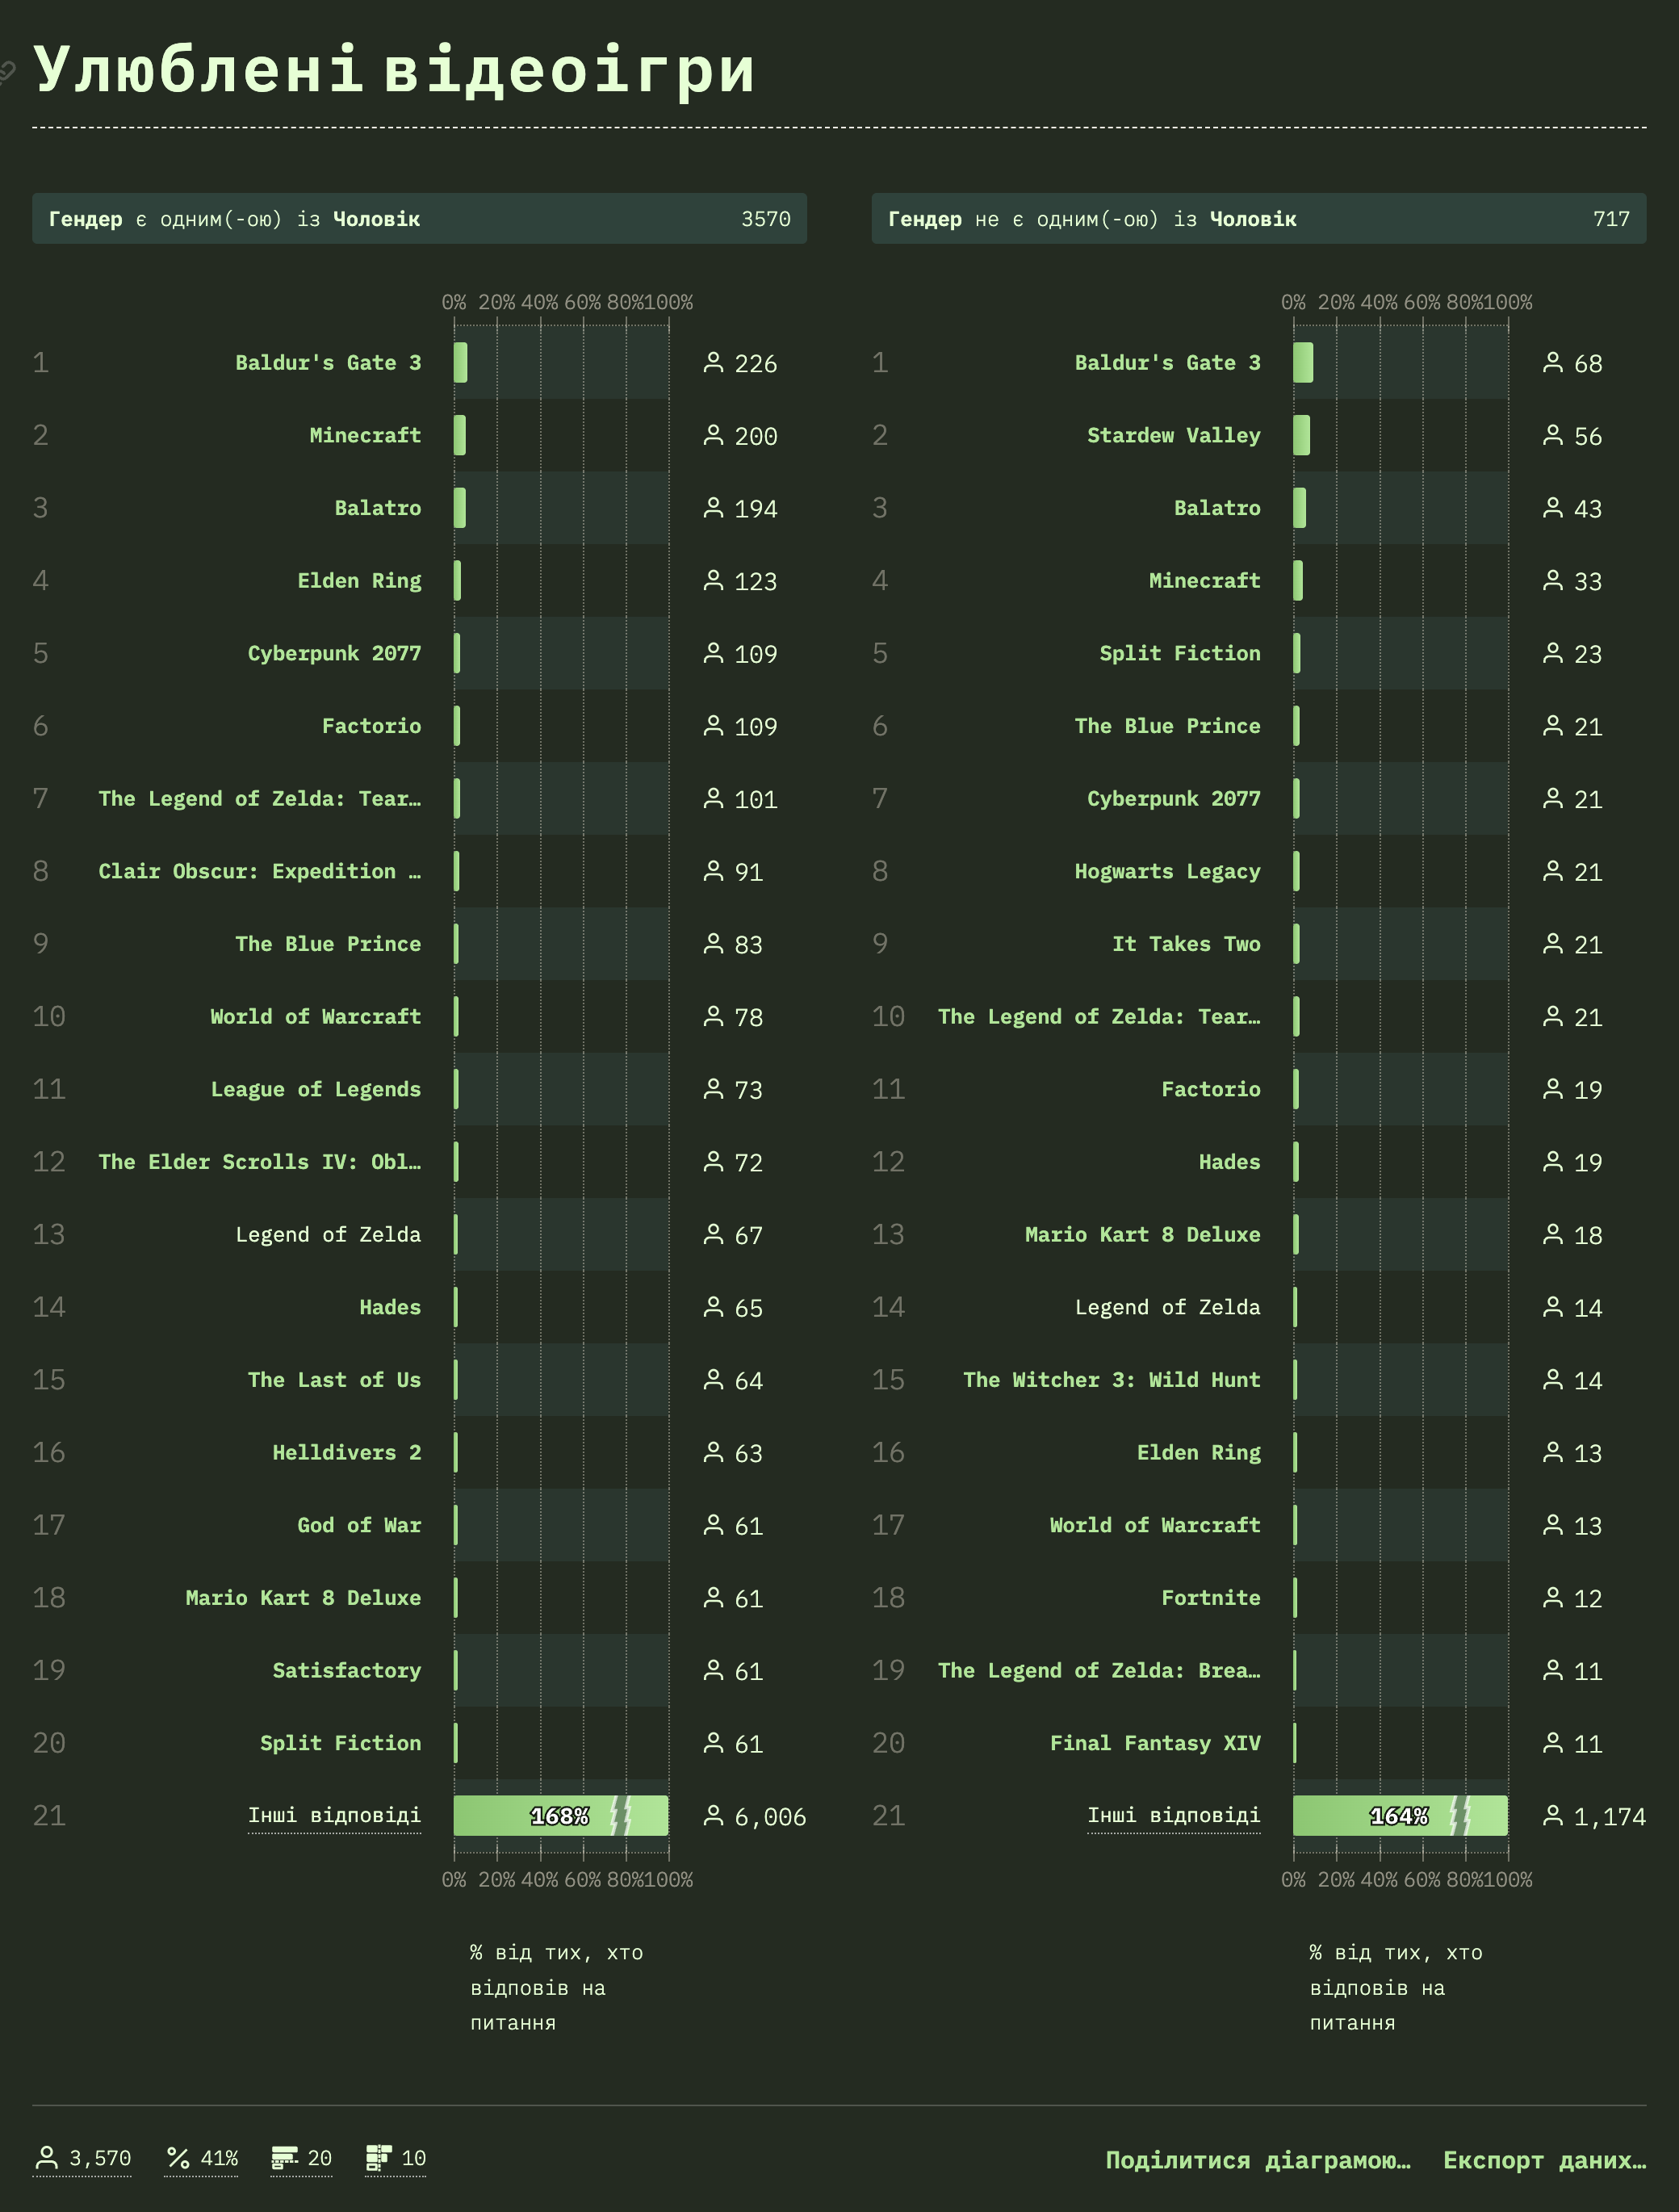 Улюблені відеоігри
Гендер є одним(-ою) із Чоловік 3570
0% 20% 40% 60% 80% 100%
1 Baldur's Gate 3 226
2 Minecraft 200
3 Balatro 194
4 Elden Ring 123
5 Cyberpunk 2077 109
6 Factorio 109
7 The Legend of Zelda: Tear… 101
8 Clair Obscur: Expedition … 91
9 The Blue Prince 83
10 World of Warcraft 78
11 League of Legends 73
12 The Elder Scrolls IV: Obl… 72
13 Legend of Zelda 67
14 Hades 65
15 The Last of Us 64
16 Helldivers 2 63
17 God of War 61
18 Mario Kart 8 Deluxe 61
19 Satisfactory 61
20 Split Fiction 61
21 Інші відповіді 168% 6,006
0% 20% 40% 60% 80% 100%
% від тих, хто
відповів на
питання
Гендер не є одним(-ою) із Чоловік 717
0% 20% 40% 60% 80% 100%
1 Baldur's Gate 3 68
2 Stardew Valley 56
3 Balatro 43
4 Minecraft 33
5 Split Fiction 23
6 The Blue Prince 21
7 Cyberpunk 2077 21
8 Hogwarts Legacy 21
9 It Takes Two 21
10 The Legend of Zelda: Tear… 21
11 Factorio 19
12 Hades 19
13 Mario Kart 8 Deluxe 18
14 Legend of Zelda 14
15 The Witcher 3: Wild Hunt 14
16 Elden Ring 13
17 World of Warcraft 13
18 Fortnite 12
19 The Legend of Zelda: Brea… 11
20 Final Fantasy XIV 11
21 Інші відповіді 164% 1,174
0% 20% 40% 60% 80% 100%
% від тих, хто
відповів на
питання
3,570 41% 20 10 Поділитися діаграмою… Експорт даних…